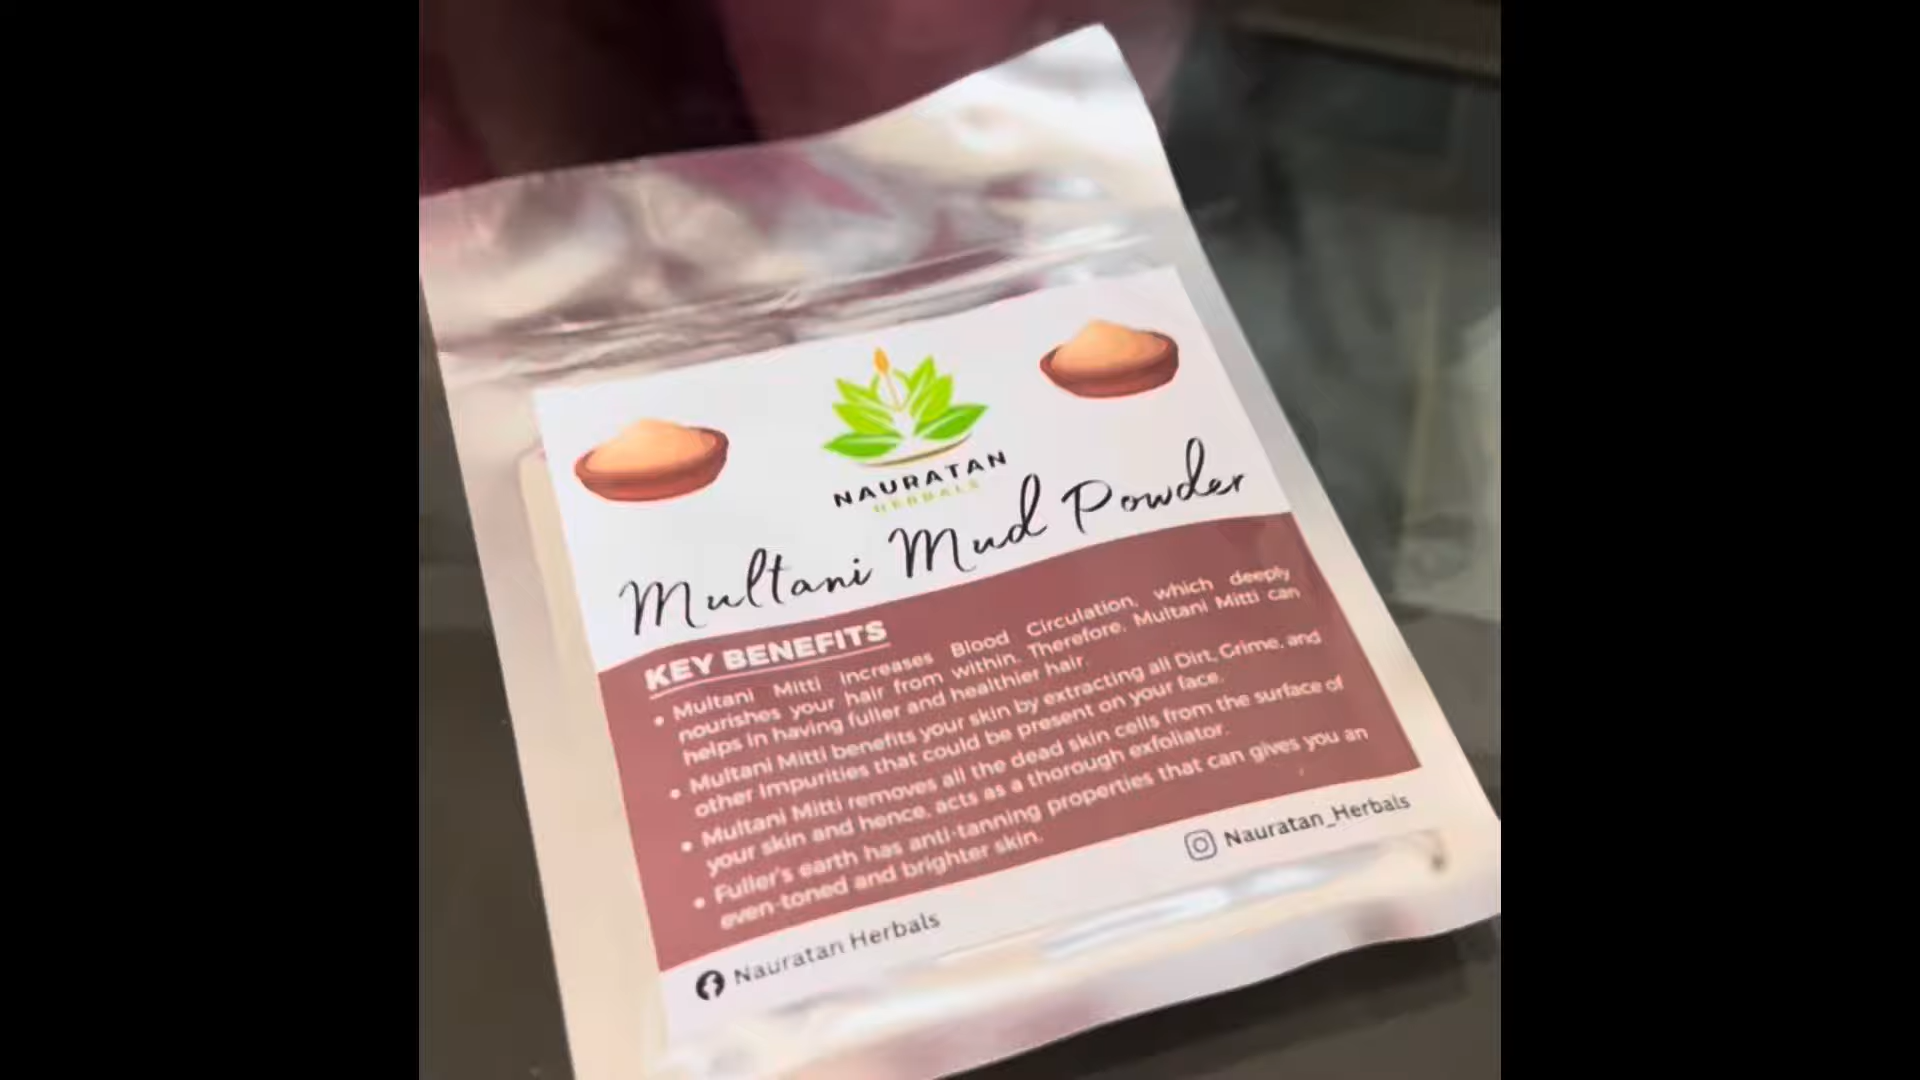 NAURATAN
HERBALS
Multani Mud Powder
KEY BENEFITS
• Multani Mitti increases Blood Circulation, which deeply
nourishes your hair from within. Therefore, Multani Mitti can
helps in having fuller and healthier hair.
• Multani Mitti benefits your skin by extracting all Dirt, Grime, and
other Impurities that could be present on your face.
• Multani Mitti removes all the dead skin cells from the surface of
your skin and hence, acts as a thorough exfoliator.
• Fuller's earth has anti-tanning properties that can gives you an
even-toned and brighter skin.
Nauratan Herbals
Nauratan_Herbals